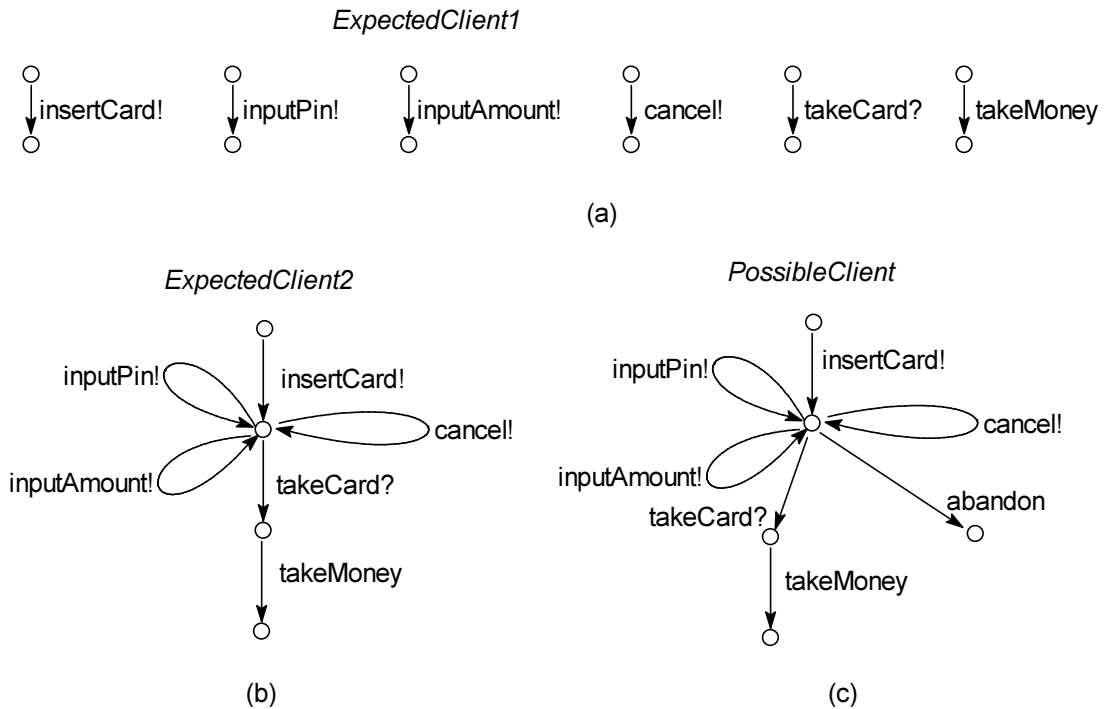 ExpectedClient1
insertCard! inputPin! inputAmount! cancel! takeCard? takeMoney
(a)
ExpectedClient2
inputPin!
insertCard!
cancel!
inputAmount!
takeCard?
takeMoney
(b)
PossibleClient
insertCard!
inputPin!
cancel!
inputAmount!
abandon
takeCard?
takeMoney
(c)